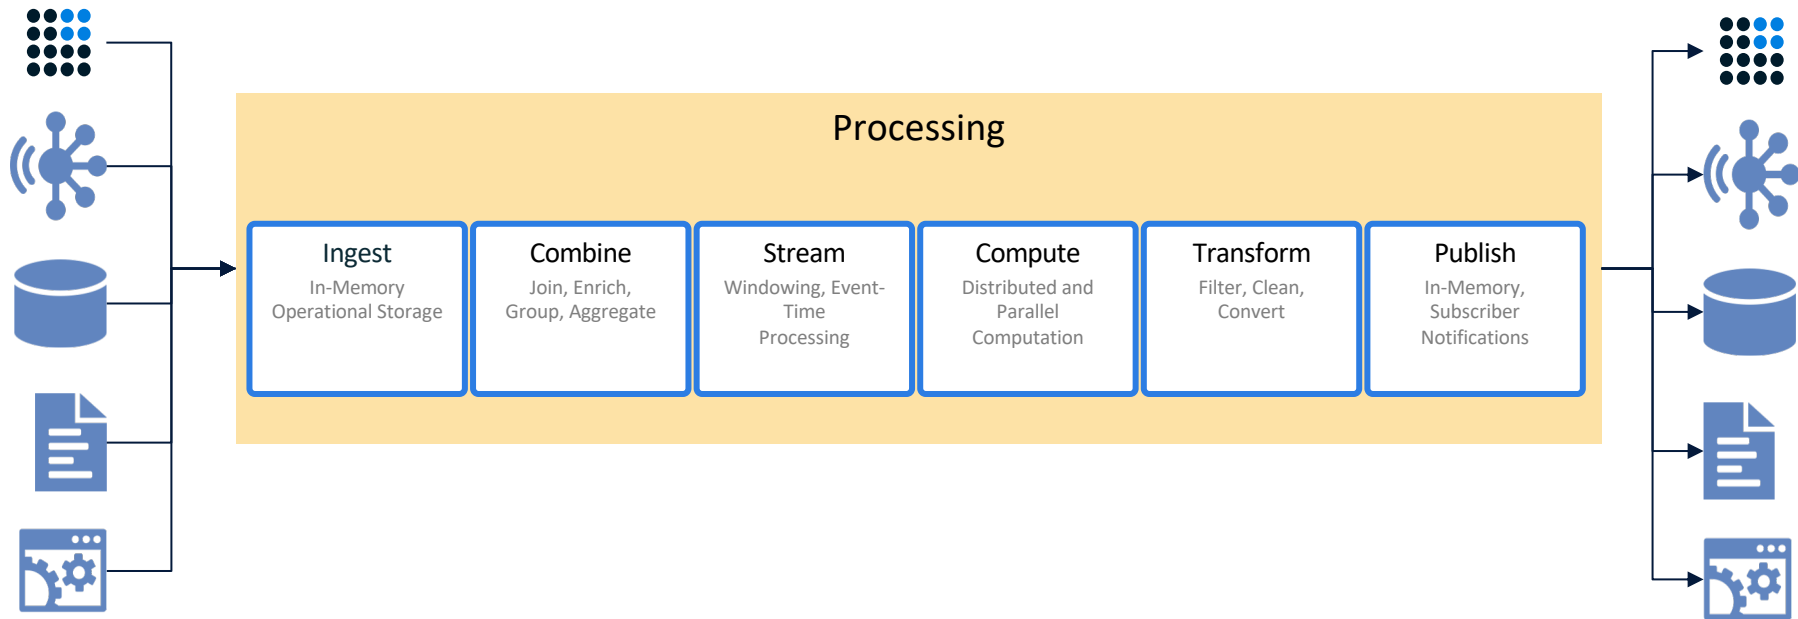 Processing
Ingest
In-Memory
Operational Storage
Combine
Join, Enrich,
Group, Aggregate
Stream
Windowing, Event-
Time
Processing
Compute
Distributed and
Parallel
Computation
Transform
Filter, Clean,
Convert
Publish
In-Memory,
Subscriber
Notifications